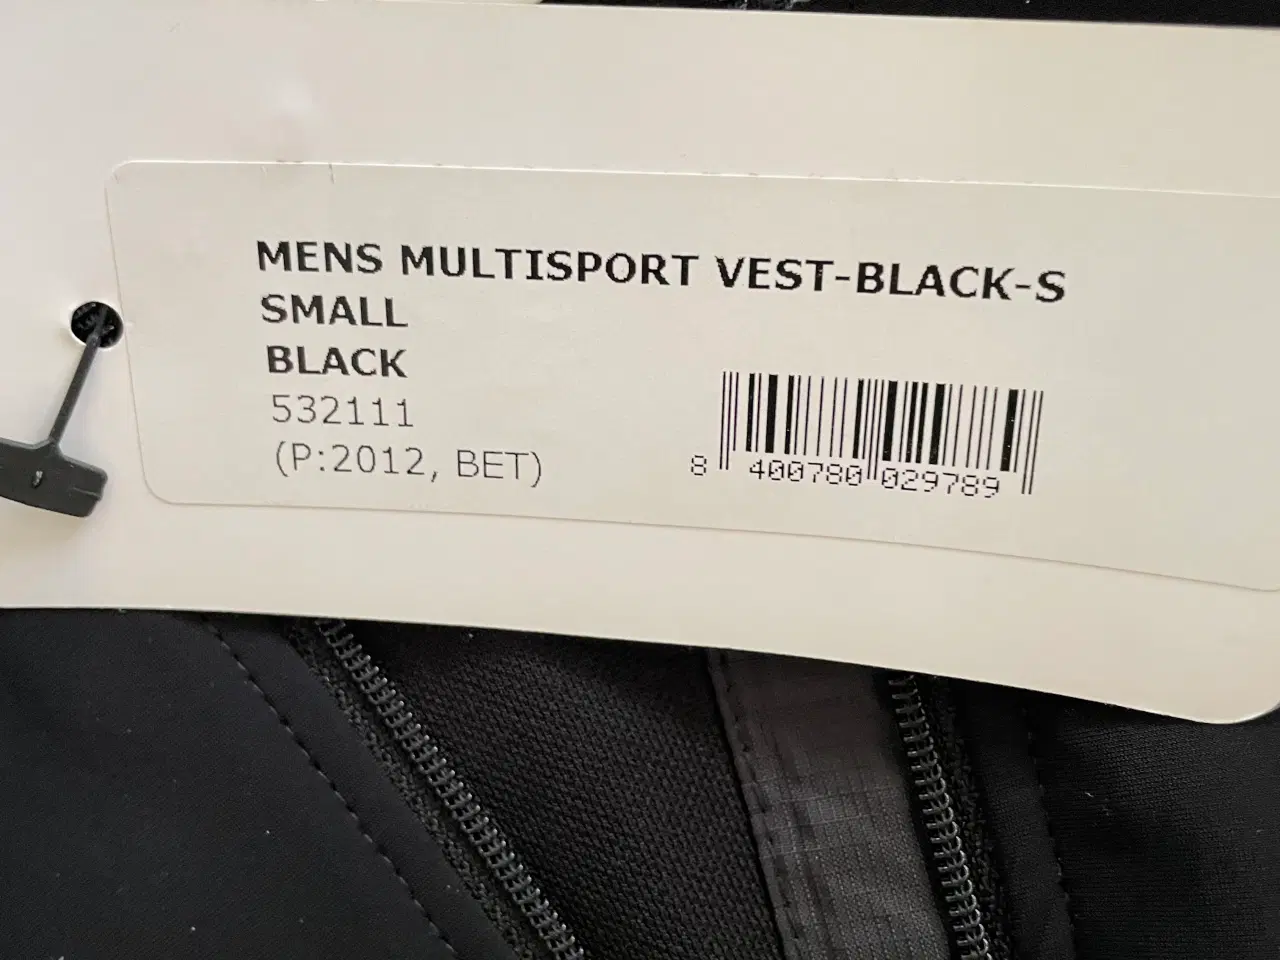 MENS MULTISPORT VEST-BLACK-S
SMALL
BLACK
532111
(P:2012, BET)
8 400780 029789